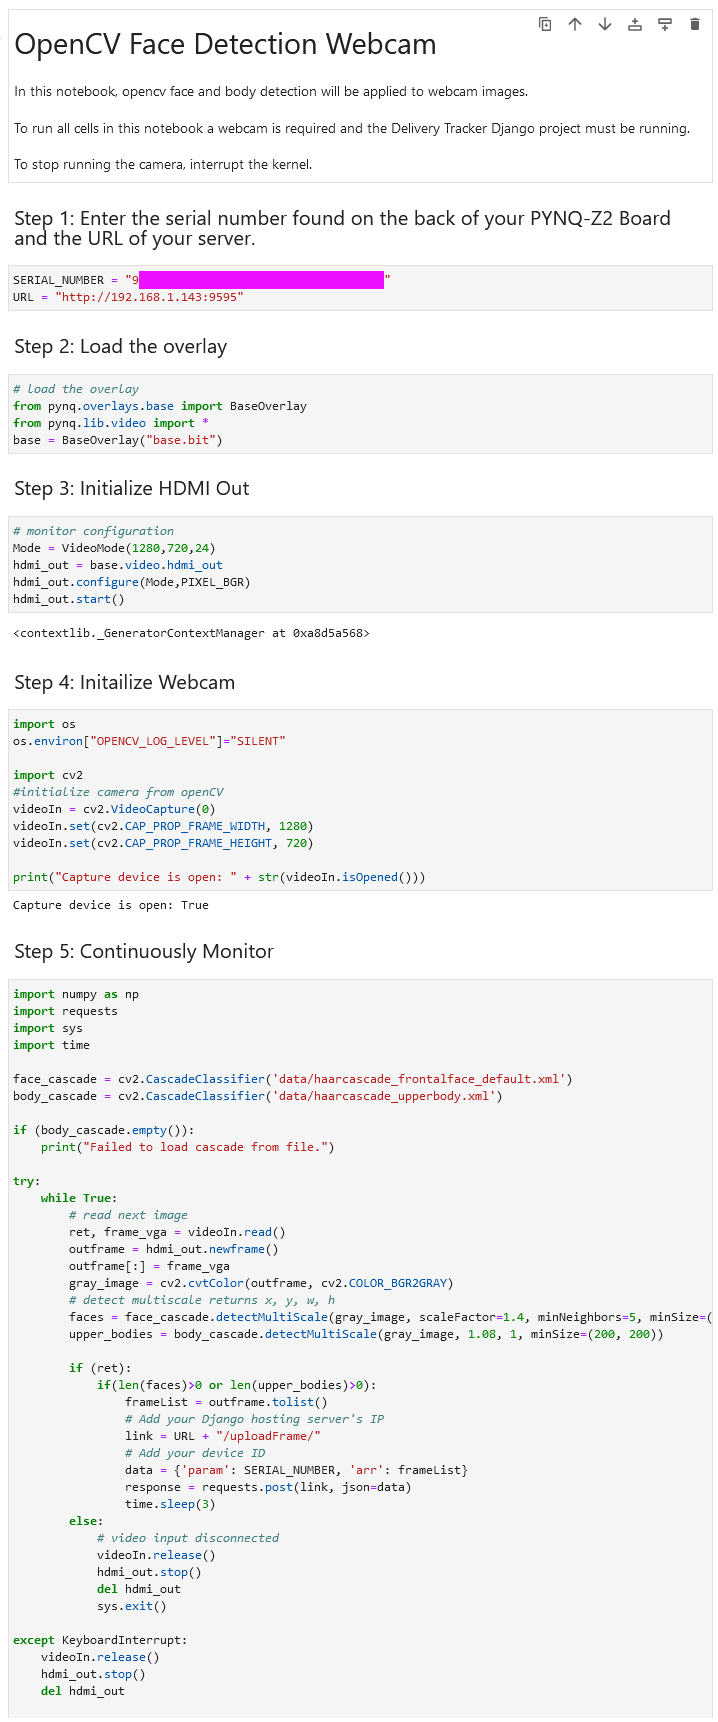 OpenCV Face Detection Webcam
In this notebook, opencv face and body detection will be applied to webcam images.
To run all cells in this notebook a webcam is required and the Delivery Tracker Django project must be running.
To stop running the camera, interrupt the kernel.
Step 1: Enter the serial number found on the back of your PYNQ-Z2 Board
and the URL of your server.
SERIAL_NUMBER = "9 "
URL = "http://192.168.1.143:9595"
Step 2: Load the overlay
# load the overlay
from pynq.overlays.base import BaseOverlay
from pynq.lib.video import *
base = BaseOverlay("base.bit")
Step 3: Initialize HDMI Out
# monitor configuration
Mode = VideoMode(1280,720,24)
hdmi_out = base.video.hdmi_out
hdmi_out.configure(Mode,PIXEL_BGR)
hdmi_out.start()
<contextlib._GeneratorContextManager at 0xa8d5a568>
Step 4: Initailize Webcam
import os
os.environ["OPENCV_LOG_LEVEL"]="SILENT"
import cv2
#initialize camera from openCV
videoIn = cv2.VideoCapture(0)
videoIn.set(cv2.CAP_PROP_FRAME_WIDTH, 1280)
videoIn.set(cv2.CAP_PROP_FRAME_HEIGHT, 720)
print("Capture device is open: " + str(videoIn.isOpened()))
Capture device is open: True
Step 5: Continuously Monitor
import numpy as np
import requests
import sys
import time
face_cascade = cv2.CascadeClassifier('data/haarcascade_frontalface_default.xml')
body_cascade = cv2.CascadeClassifier('data/haarcascade_upperbody.xml')
if (body_cascade.empty()):
    print("Failed to load cascade from file.")
try:
    while True:
        # read next image
        ret, frame_vga = videoIn.read()
        outframe = hdmi_out.newframe()
        outframe[:] = frame_vga
        gray_image = cv2.cvtColor(outframe, cv2.COLOR_BGR2GRAY)
        # detect multiscale returns x, y, w, h
        faces = face_cascade.detectMultiScale(gray_image, scaleFactor=1.4, minNeighbors=5, minSize=(
        upper_bodies = body_cascade.detectMultiScale(gray_image, 1.08, 1, minSize=(200, 200))
        if (ret):
            if(len(faces)>0 or len(upper_bodies)>0):
                frameList = outframe.tolist()
                # Add your Django hosting server's IP
                link = URL + "/uploadFrame/"
                # Add your device ID
                data = {'param': SERIAL_NUMBER, 'arr': frameList}
                response = requests.post(link, json=data)
                time.sleep(3)
        else:
            # video input disconnected
            videoIn.release()
            hdmi_out.stop()
            del hdmi_out
            sys.exit()
except KeyboardInterrupt:
    videoIn.release()
    hdmi_out.stop()
    del hdmi_out